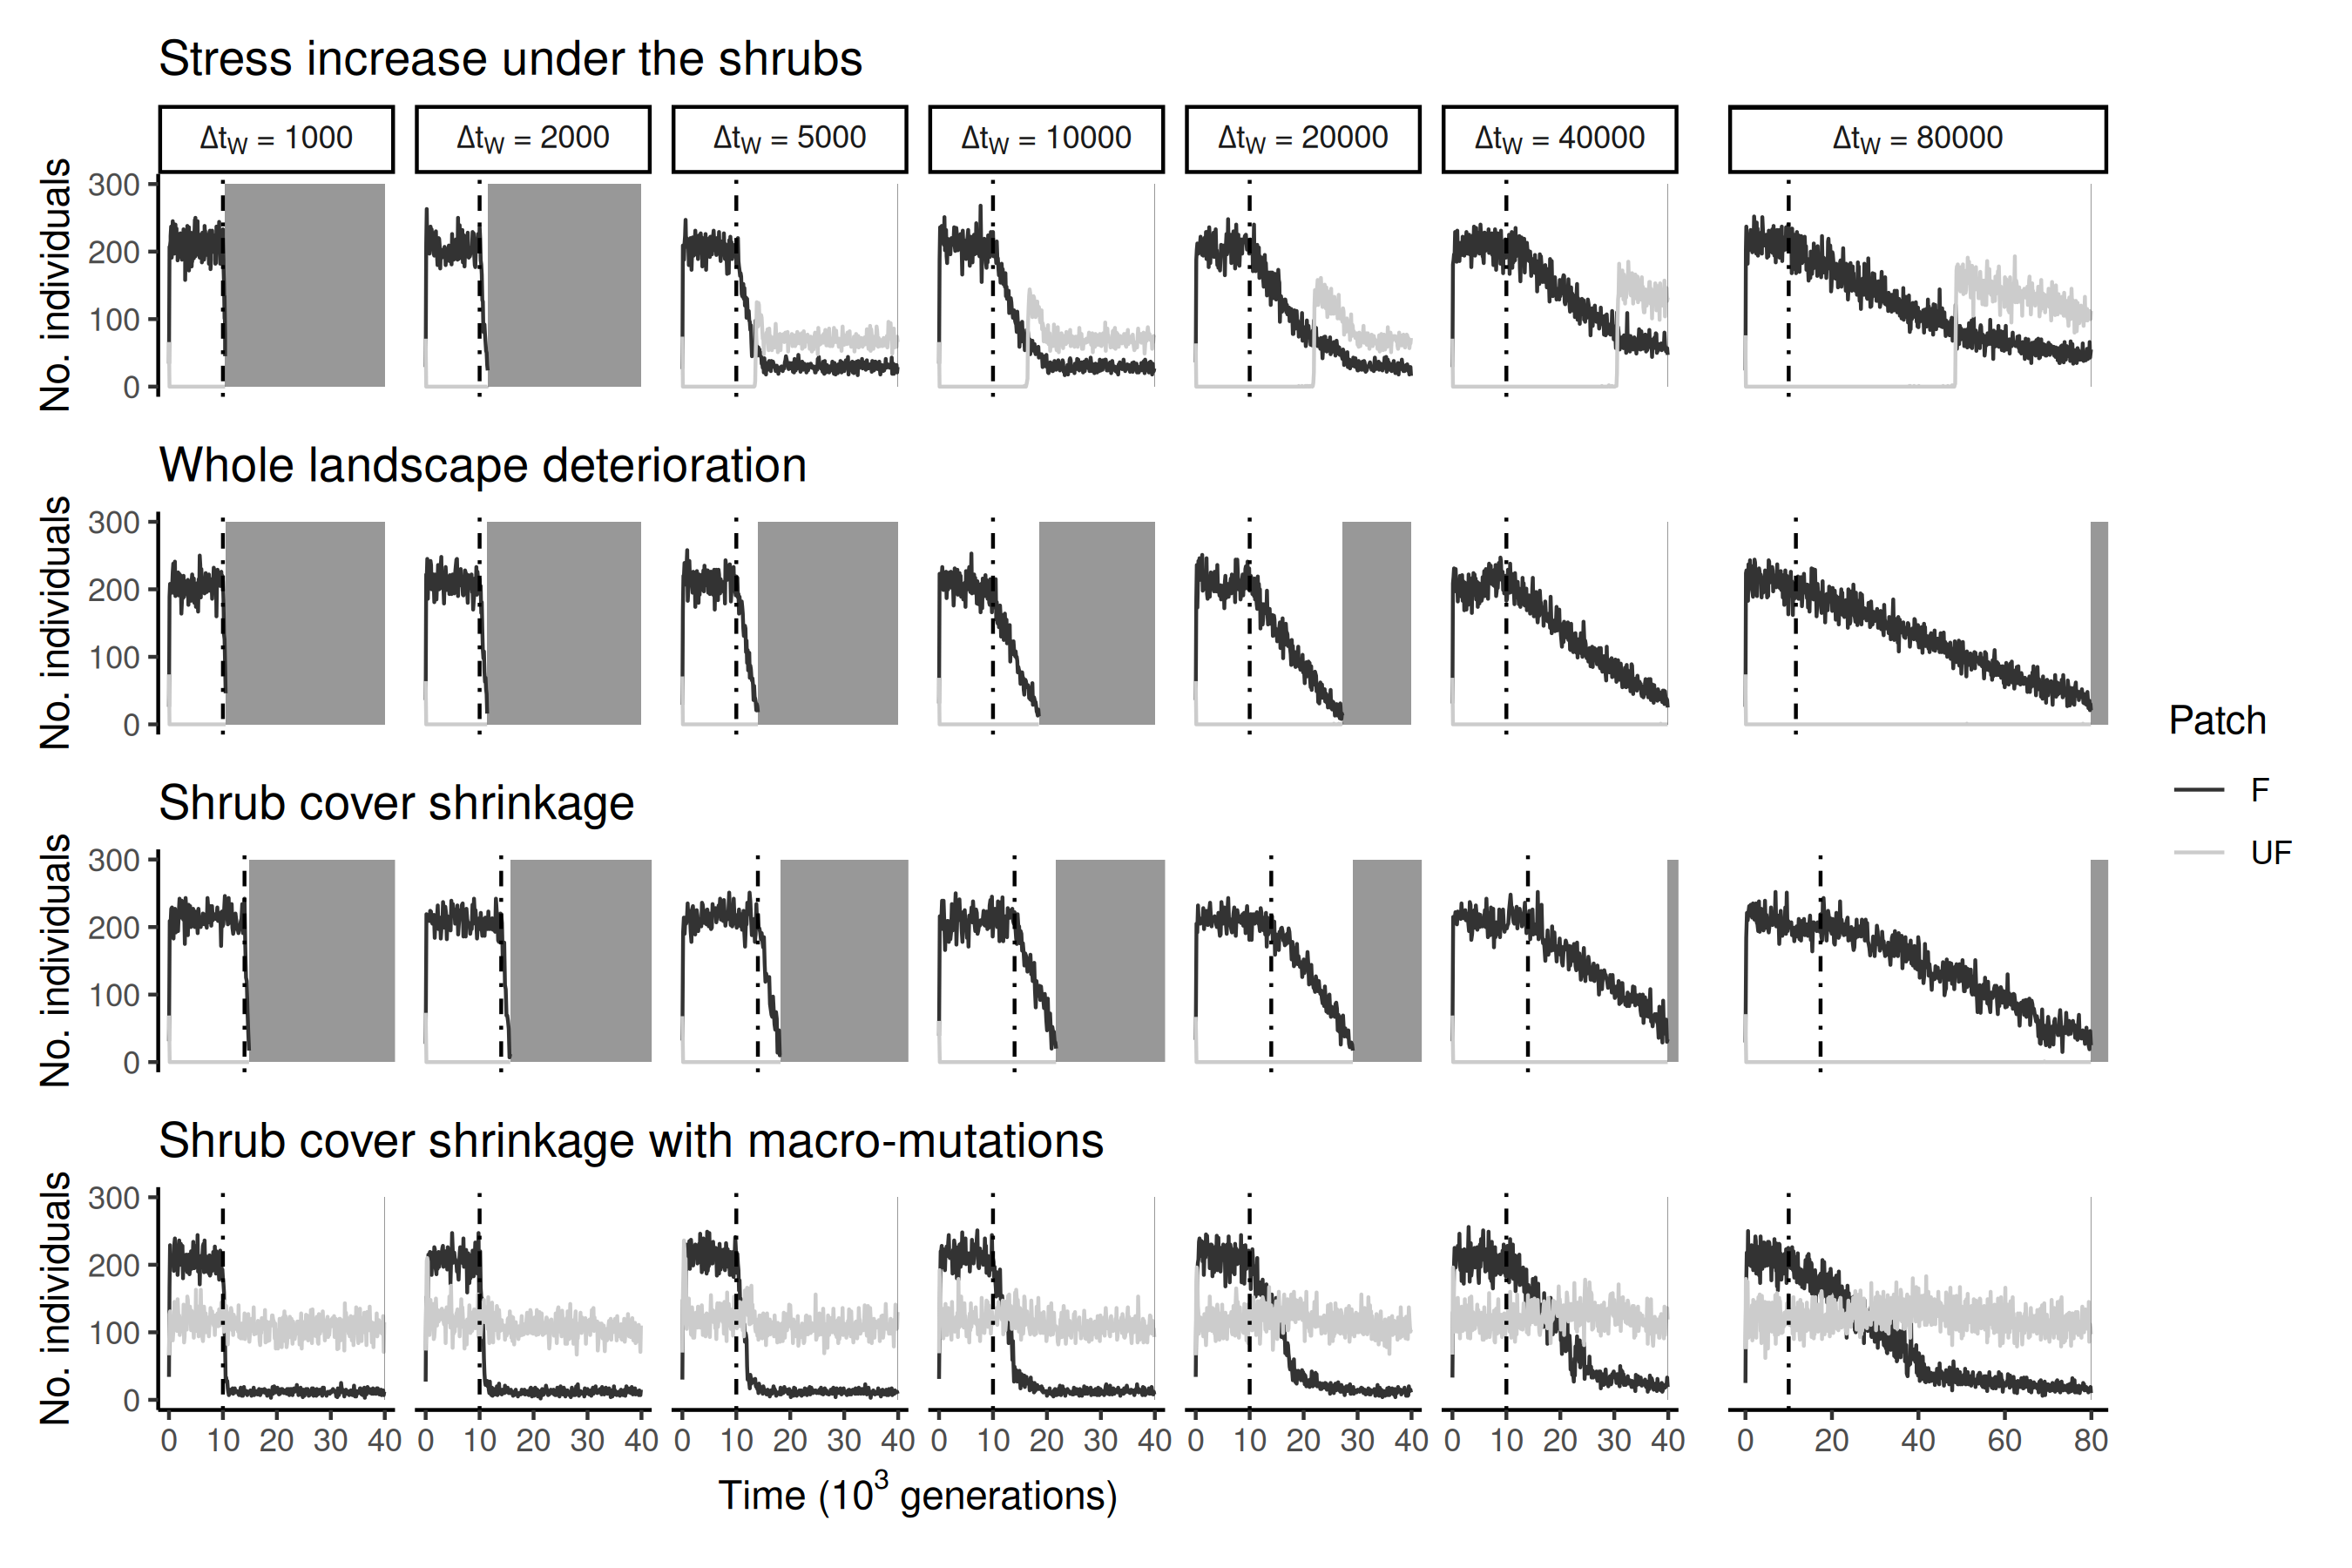 Stress increase under the shrubs
Δt_W = 1000 Δt_W = 2000 Δt_W = 5000 Δt_W = 10000 Δt_W = 20000 Δt_W = 40000 Δt_W = 80000
No. individuals
300
200
100
0
Whole landscape deterioration
No. individuals
300
200
100
0
Shrub cover shrinkage
No. individuals
300
200
100
0
Shrub cover shrinkage with macro-mutations
No. individuals
300
200
100
0
0 10 20 30 40 0 10 20 30 40 0 10 20 30 40 0 10 20 30 40 0 10 20 30 40 0 10 20 30 40 0 20 40 60 80
Time (10³ generations)
Patch
F
UF